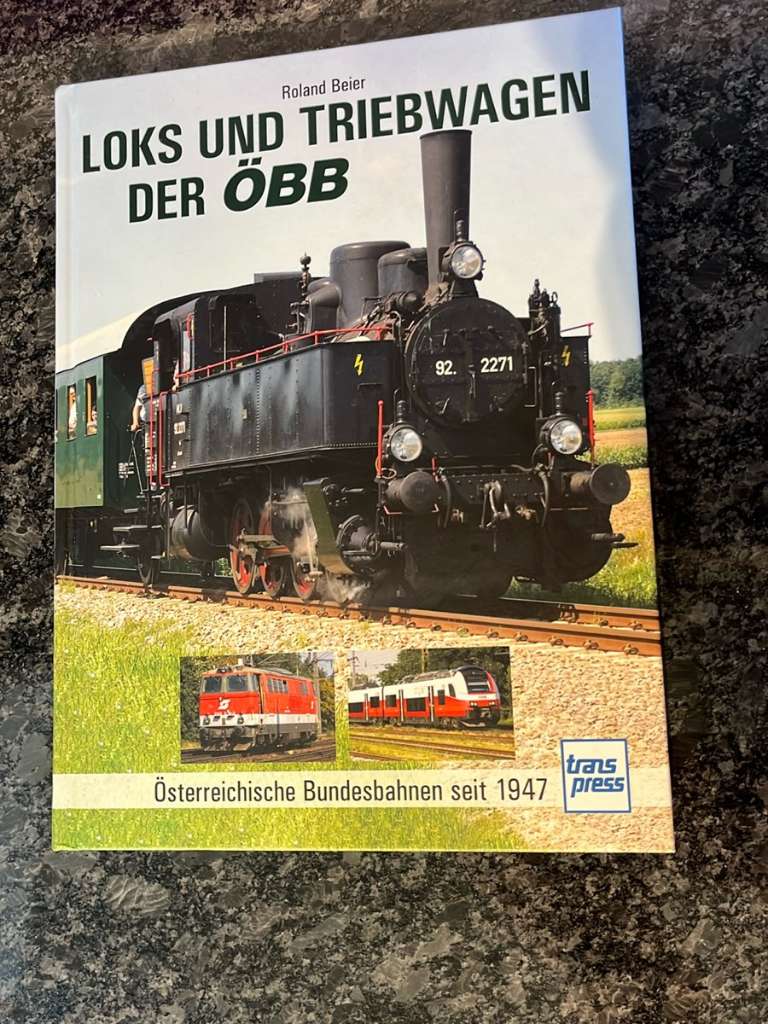 Roland Beier
LOKS UND TRIEBWAGEN
DER ÖBB
92. 2271
Österreichische Bundesbahnen seit 1947
trans
press